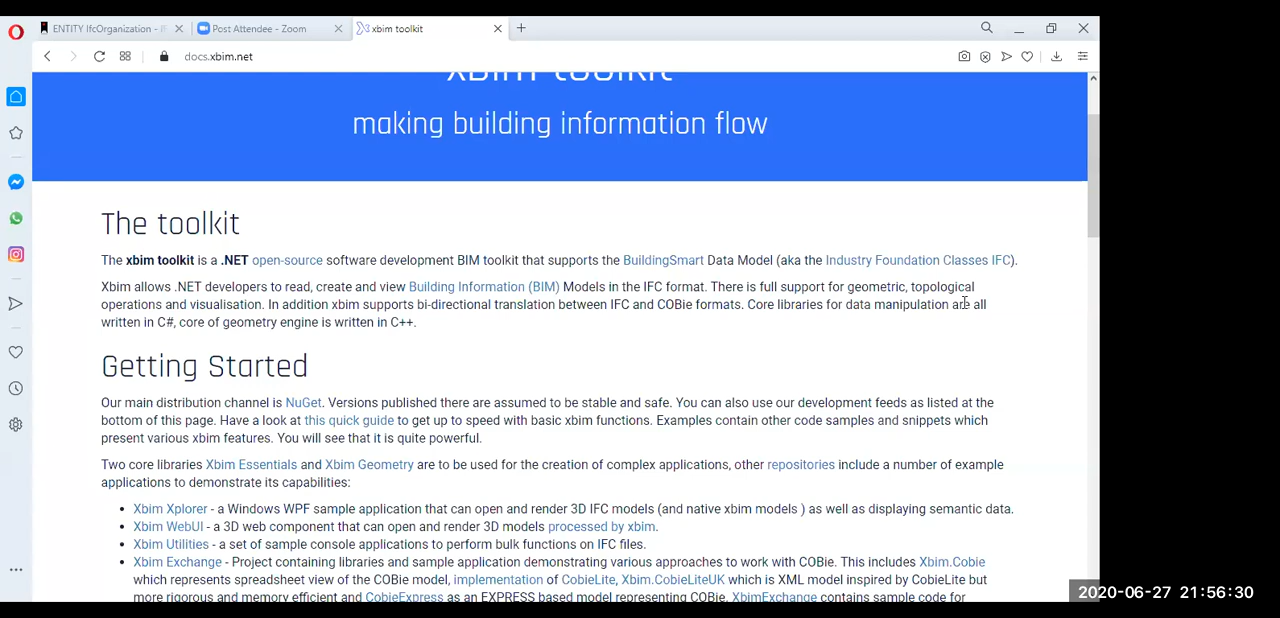 ENTITY IfcOrganization - 
Post Attendee - Zoom
xbim toolkit
docs.xbim.net
xbim toolkit
making building information flow
The toolkit
The xbim toolkit is a .NET open-source software development BIM toolkit that supports the BuildingSmart Data Model (aka the Industry Foundation Classes IFC).
Xbim allows .NET developers to read, create and view Building Information (BIM) Models in the IFC format. There is full support for geometric, topological
operations and visualisation. In addition xbim supports bi-directional translation between IFC and COBie formats. Core libraries for data manipulation are all
written in C#, core of geometry engine is written in C++.
Getting Started
Our main distribution channel is NuGet. Versions published there are assumed to be stable and safe. You can also use our development feeds as listed at the
bottom of this page. Have a look at this quick guide to get up to speed with basic xbim functions. Examples contain other code samples and snippets which
present various xbim features. You will see that it is quite powerful.
Two core libraries Xbim Essentials and Xbim Geometry are to be used for the creation of complex applications, other repositories include a number of example
applications to demonstrate its capabilities:
• Xbim Xplorer - a Windows WPF sample application that can open and render 3D IFC models (and native xbim models ) as well as displaying semantic data.
• Xbim WebUI - a 3D web component that can open and render 3D models processed by xbim.
• Xbim Utilities - a set of sample console applications to perform bulk functions on IFC files.
• Xbim Exchange - Project containing libraries and sample application demonstrating various approaches to work with COBie. This includes Xbim.Cobie
which represents spreadsheet view of the COBie model, implementation of CobieLite, Xbim.CobieLiteUK which is XML model inspired by CobieLite but
more rigorous and memory efficient and CobieExpress as an EXPRESS based model representing COBie. XbimExchange contains sample code for
2020-06-27 21:56:30